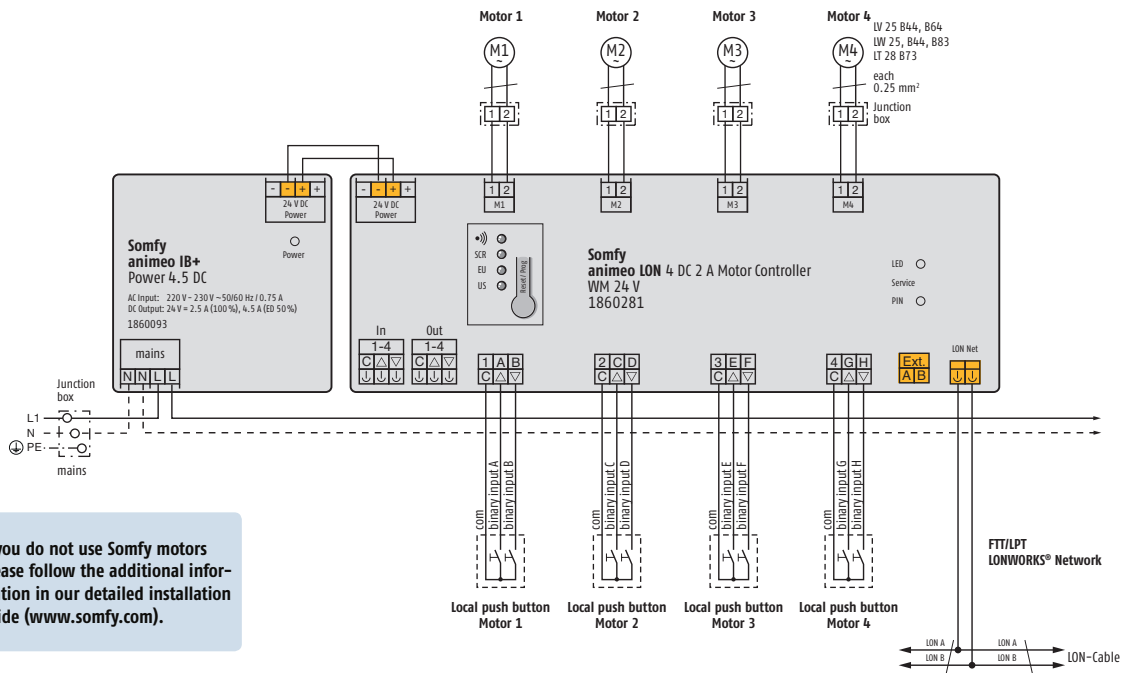 Motor 1
Motor 2
Motor 3
Motor 4
LV 25 B44, B64
LW 25, B44, B83
LT 28 B73
each
0.25 mm²
M1
~
M2
~
M3
~
M4
~
1 2
1 2
1 2
1 2
Junction
box
- - + +
24 V DC
Power
- - + +
24 V DC
Power
1 2
M1
1 2
M2
1 2
M3
1 2
M4
Power
Somfy
animeo IB+
Power 4.5 DC
AC Input: 220 V - 230 V ~50/60 Hz / 0.75 A
DC Output: 24 V = 2.5 A (100 %), 4.5 A (ED 50 %)
1860093
mains
N N L L
SCR
EU
US
Reset / Prog
Somfy
animeo LON 4 DC 2 A Motor Controller
WM 24 V
1860281
LED
Service
PIN
In
1-4
C
Out
1-4
C
1 A B
C
2 C D
C
3 E F
C
4 G H
C
Ext.
A B
LON Net
Junction
box
L1
N
PE
mains
com
binary input A
binary input B
com
binary input C
binary input D
com
binary input E
binary input F
com
binary input G
binary input H
Local push button
Motor 1
Local push button
Motor 2
Local push button
Motor 3
Local push button
Motor 4
you do not use Somfy motors
ase follow the additional infor-
tion in our detailed installation
ide (www.somfy.com).
FTT/LPT
LONWORKS® Network
LON A
LON A
LON B
LON B
LON-Cable